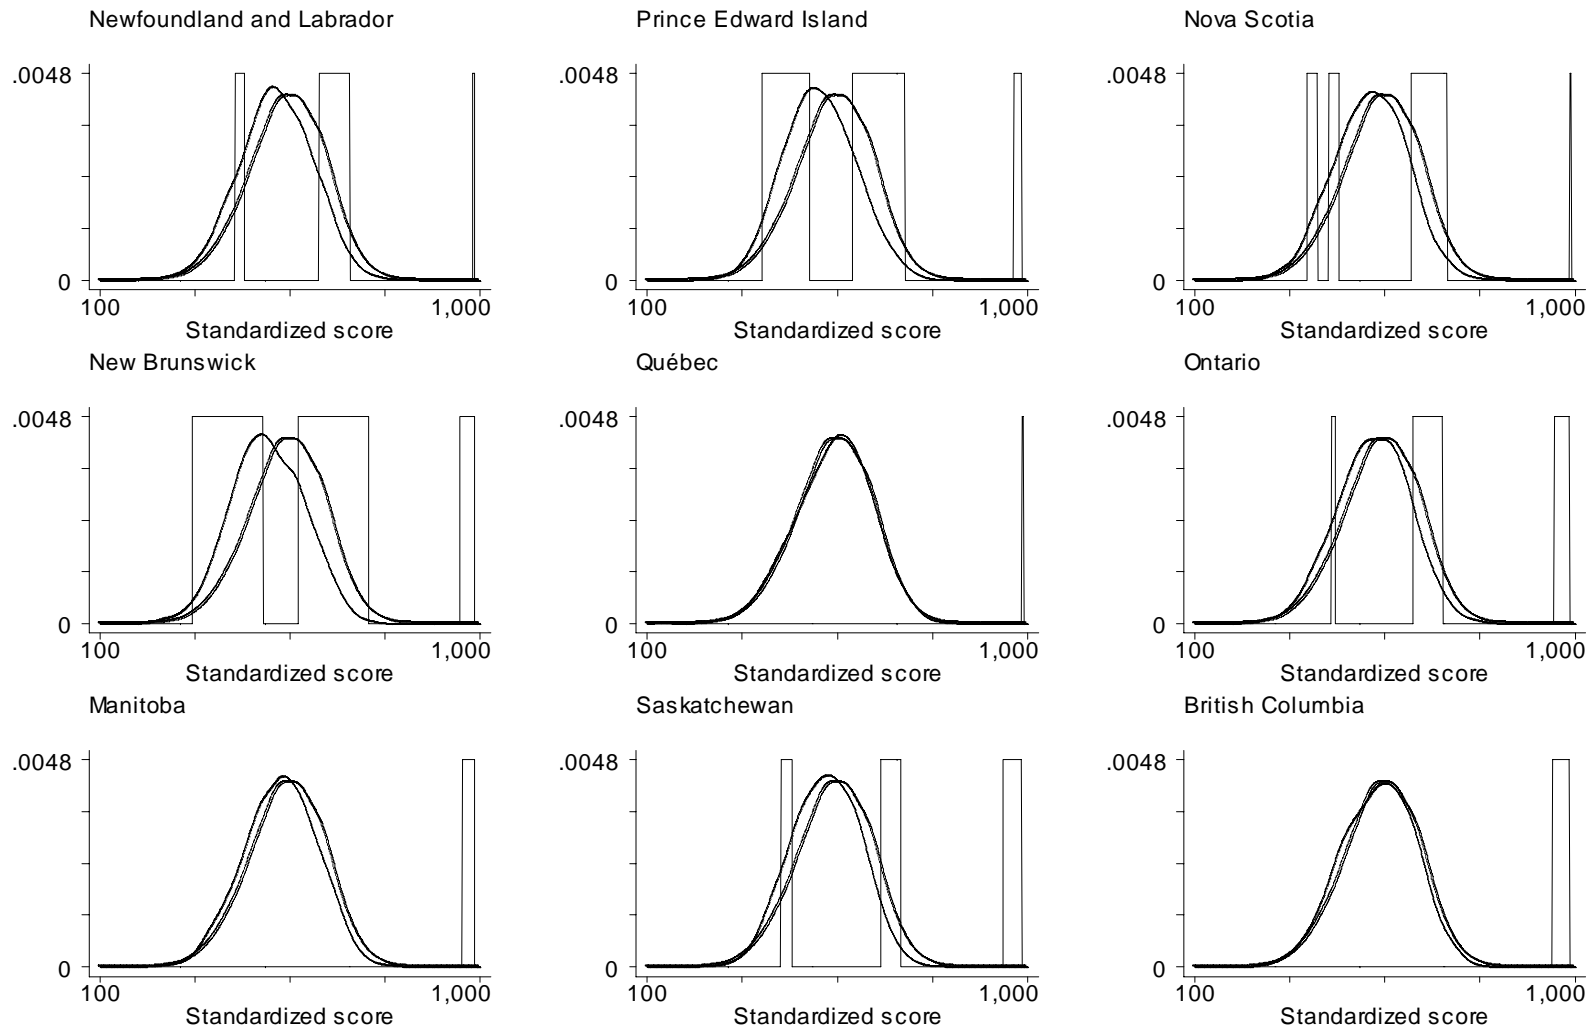 Newfoundland and Labrador
.0048
0
100 1,000
Standardized score
Prince Edward Island
.0048
0
100 1,000
Standardized score
Nova Scotia
.0048
0
100 1,000
Standardized score
New Brunswick
.0048
0
100 1,000
Standardized score
Québec
.0048
0
100 1,000
Standardized score
Ontario
.0048
0
100 1,000
Standardized score
Manitoba
.0048
0
100 1,000
Standardized score
Saskatchewan
.0048
0
100 1,000
Standardized score
British Columbia
.0048
0
100 1,000
Standardized score